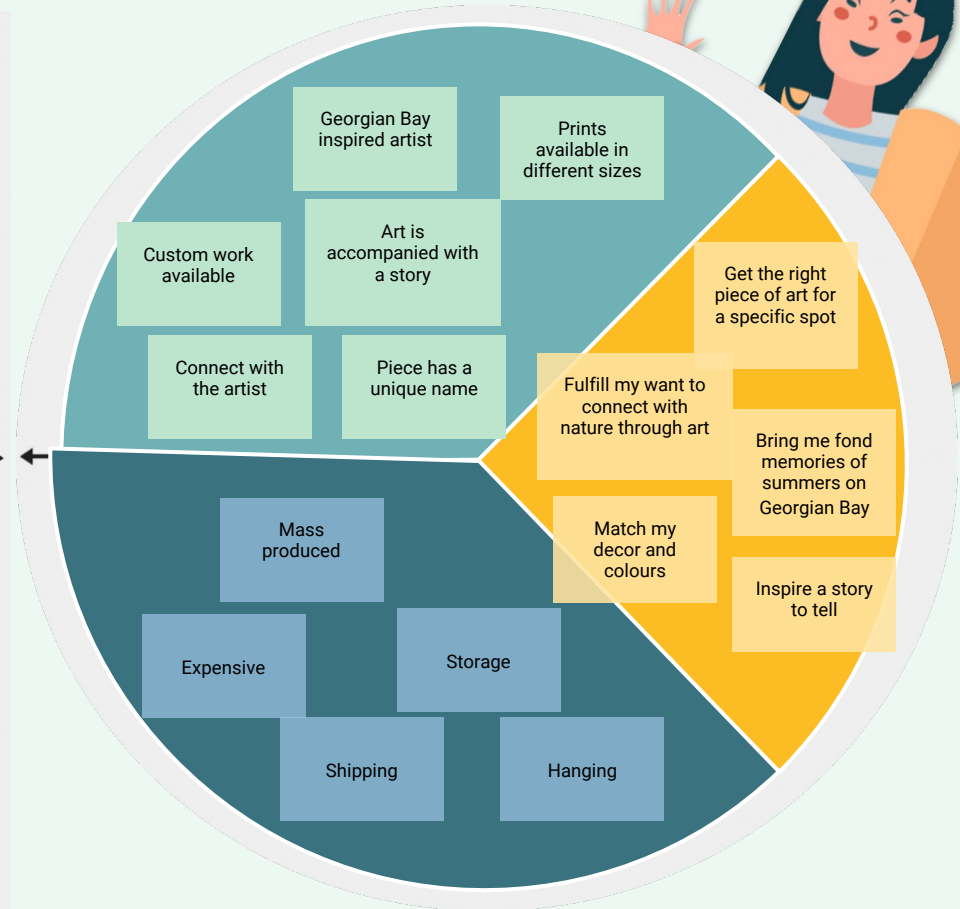 Georgian Bay
inspired artist
Prints
available in
different sizes
Custom work
available
Art is
accompanied with
a story
Connect with
the artist
Piece has a
unique name
Get the right
piece of art for
a specific spot
Fulfill my want to
connect with
nature through art
Bring me fond
memories of
summers on
Georgian Bay
Match my
decor and
colours
Inspire a story
to tell
Mass
produced
Expensive
Storage
Shipping
Hanging